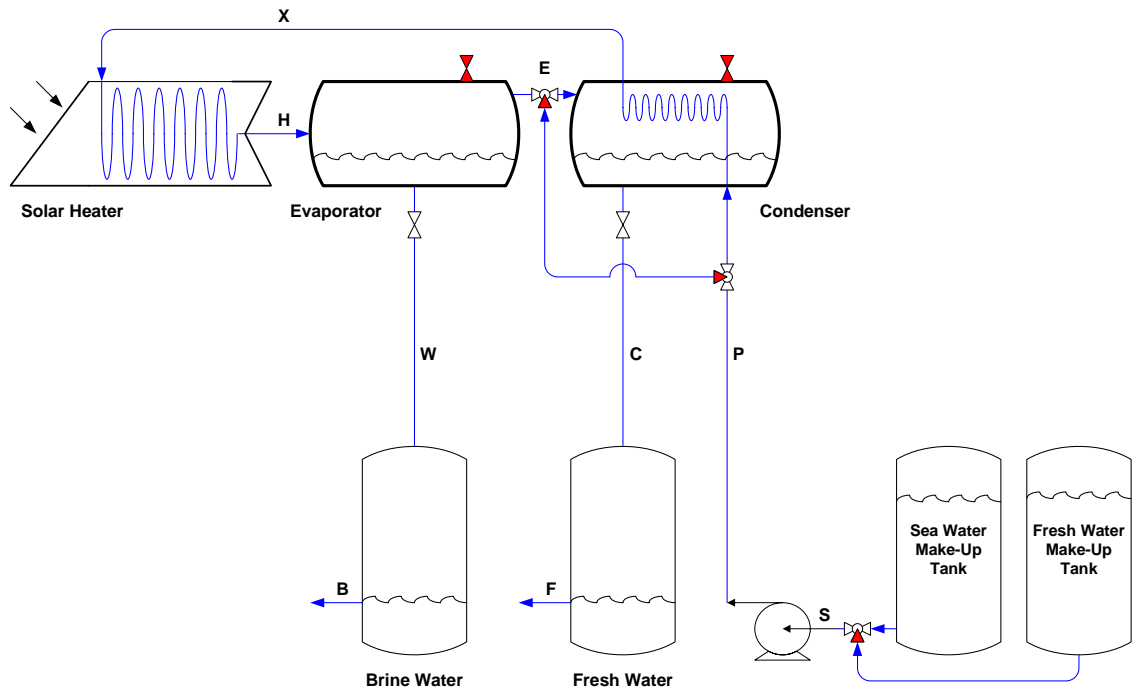 X
E
H
Solar Heater
Evaporator
Condenser
W
C
P
Sea Water
Make-Up
Tank
Fresh Water
Make-Up
Tank
B
F
S
Brine Water
Fresh Water